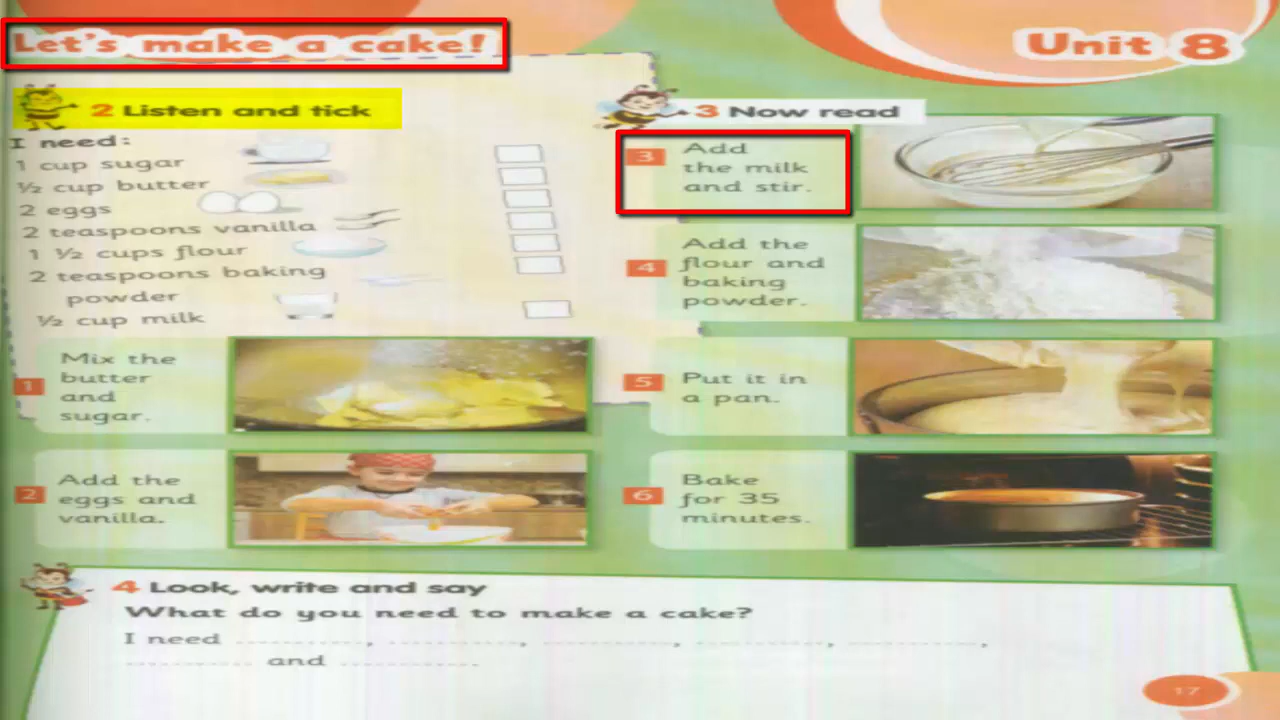 Let's make a cake!
Unit 8
2 Listen and tick
I need:
1 cup sugar
½ cup butter
2 eggs
2 teaspoons vanilla
1 ½ cups flour
2 teaspoons baking
powder
½ cup milk
1
Mix the
butter
and
sugar.
2
Add the
eggs and
vanilla.
3 Now read
3
Add
the milk
and stir.
4
Add the
flour and
baking
powder.
5
Put it in
a pan.
6
Bake
for 35
minutes.
4 Look, write and say
What do you need to make a cake?
I need ............, ............, ............, ............, ............,
............ and .............
17